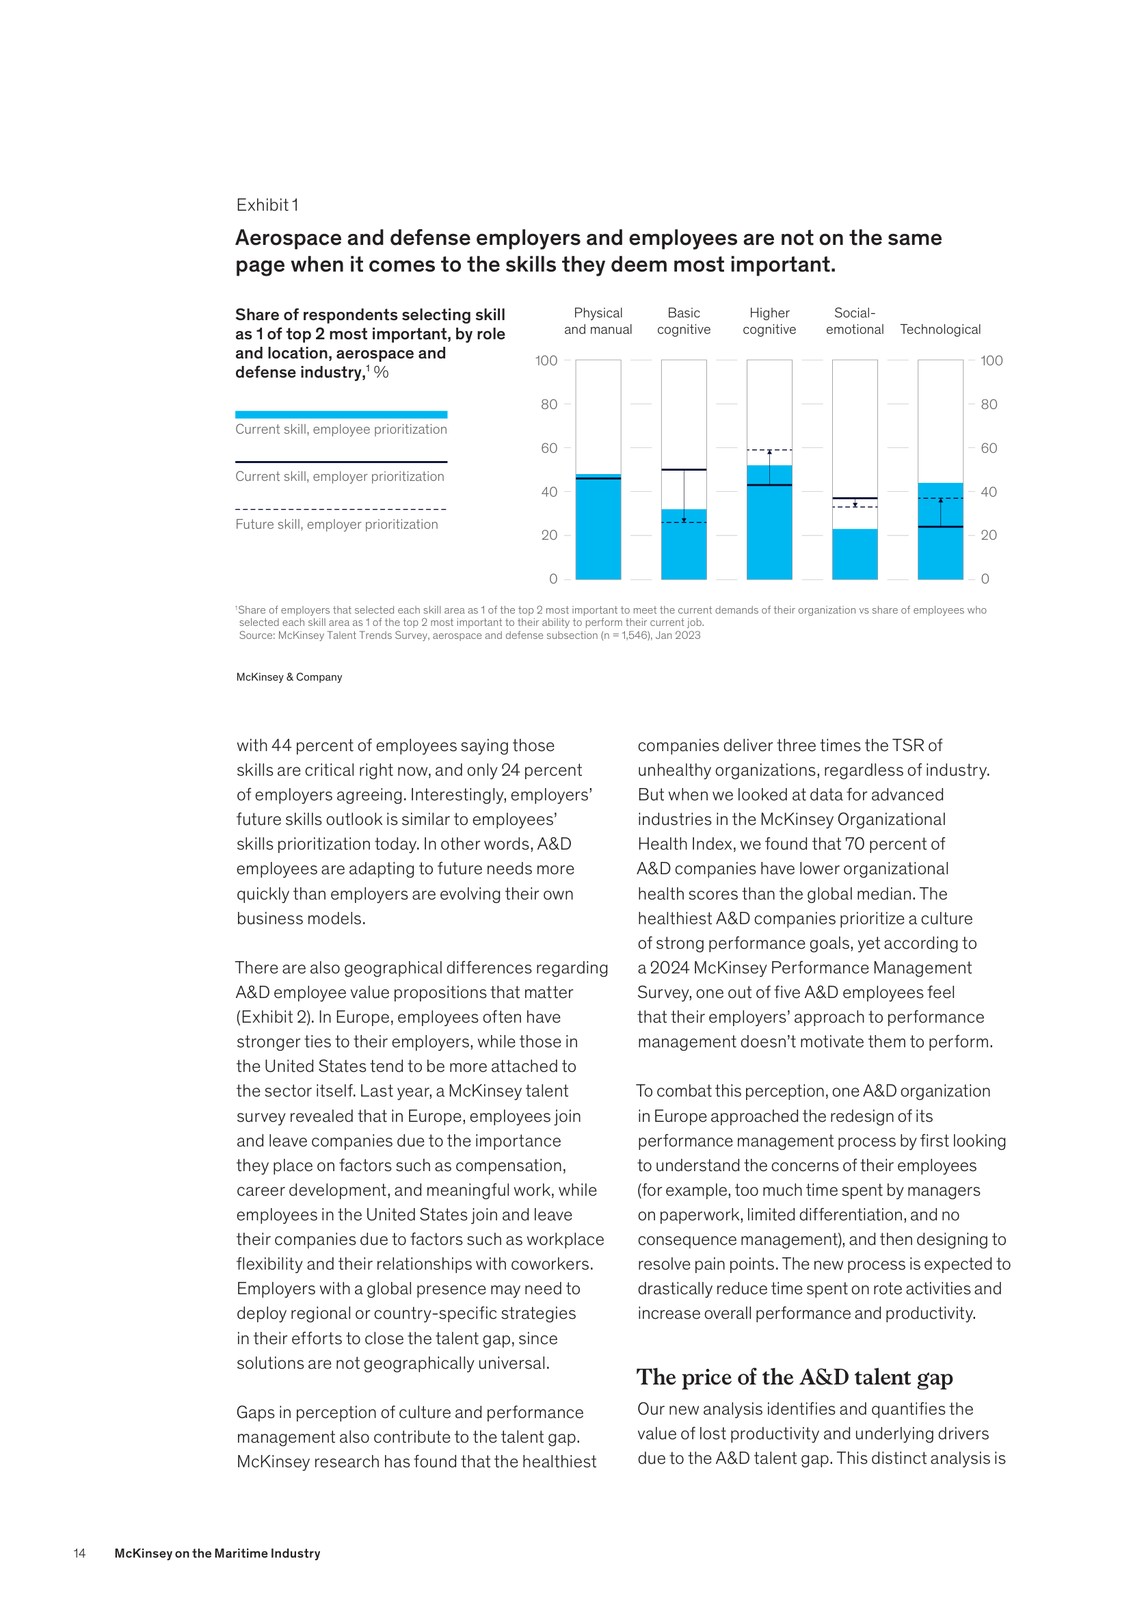 Exhibit 1
Aerospace and defense employers and employees are not on the same
page when it comes to the skills they deem most important.
Share of respondents selecting skill
as 1 of top 2 most important, by role
and location, aerospace and
defense industry,¹ %
Current skill, employee prioritization
Current skill, employer prioritization
Future skill, employer prioritization
Physical
and manual
Basic
cognitive
Higher
cognitive
Social-
emotional
Technological
100
80
60
40
20
0
100
80
60
40
20
0
¹Share of employers that selected each skill area as 1 of the top 2 most important to meet the current demands of their organization vs share of employees who
selected each skill area as 1 of the top 2 most important to their ability to perform their current job.
Source: McKinsey Talent Trends Survey, aerospace and defense subsection (n = 1,546), Jan 2023
McKinsey & Company
with 44 percent of employees saying those
skills are critical right now, and only 24 percent
of employers agreeing. Interestingly, employers’
future skills outlook is similar to employees’
skills prioritization today. In other words, A&D
employees are adapting to future needs more
quickly than employers are evolving their own
business models.
There are also geographical differences regarding
A&D employee value propositions that matter
(Exhibit 2). In Europe, employees often have
stronger ties to their employers, while those in
the United States tend to be more attached to
the sector itself. Last year, a McKinsey talent
survey revealed that in Europe, employees join
and leave companies due to the importance
they place on factors such as compensation,
career development, and meaningful work, while
employees in the United States join and leave
their companies due to factors such as workplace
flexibility and their relationships with coworkers.
Employers with a global presence may need to
deploy regional or country-specific strategies
in their efforts to close the talent gap, since
solutions are not geographically universal.
Gaps in perception of culture and performance
management also contribute to the talent gap.
McKinsey research has found that the healthiest
companies deliver three times the TSR of
unhealthy organizations, regardless of industry.
But when we looked at data for advanced
industries in the McKinsey Organizational
Health Index, we found that 70 percent of
A&D companies have lower organizational
health scores than the global median. The
healthiest A&D companies prioritize a culture
of strong performance goals, yet according to
a 2024 McKinsey Performance Management
Survey, one out of five A&D employees feel
that their employers’ approach to performance
management doesn’t motivate them to perform.
To combat this perception, one A&D organization
in Europe approached the redesign of its
performance management process by first looking
to understand the concerns of their employees
(for example, too much time spent by managers
on paperwork, limited differentiation, and no
consequence management), and then designing to
resolve pain points. The new process is expected to
drastically reduce time spent on rote activities and
increase overall performance and productivity.
The price of the A&D talent gap
Our new analysis identifies and quantifies the
value of lost productivity and underlying drivers
due to the A&D talent gap. This distinct analysis is
14
McKinsey on the Maritime Industry